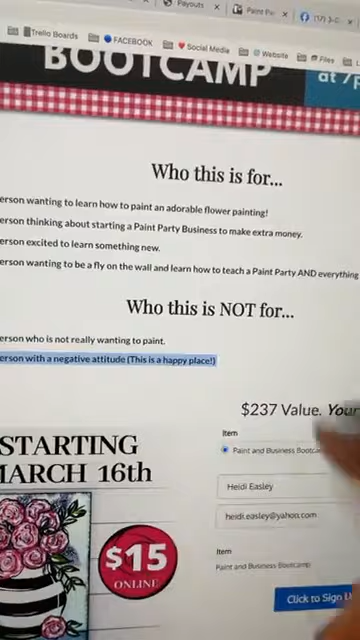 Payouts
Paint Pa
(17) 3-
Trello Boards FACEBOOK Social Media Website Files
BOOTCAMP
at 7p
Who this is for...
erson wanting to learn how to paint an adorable flower painting!
erson thinking about starting a Paint Party Business to make extra money.
erson excited to learn something new.
erson wanting to be a fly on the wall and learn how to teach a Paint Party AND everything
Who this is NOT for...
erson who is not really wanting to paint.
erson with a negative attitude (This is a happy place!)
$237 Value. Your
Item
Paint and Business Bootca
Heidi Easley
heidi.easley@yahoo.com
Item
Paint and Business Bootcamp
Click to Sign U
STARTING
MARCH 16th
$15
ONLINE